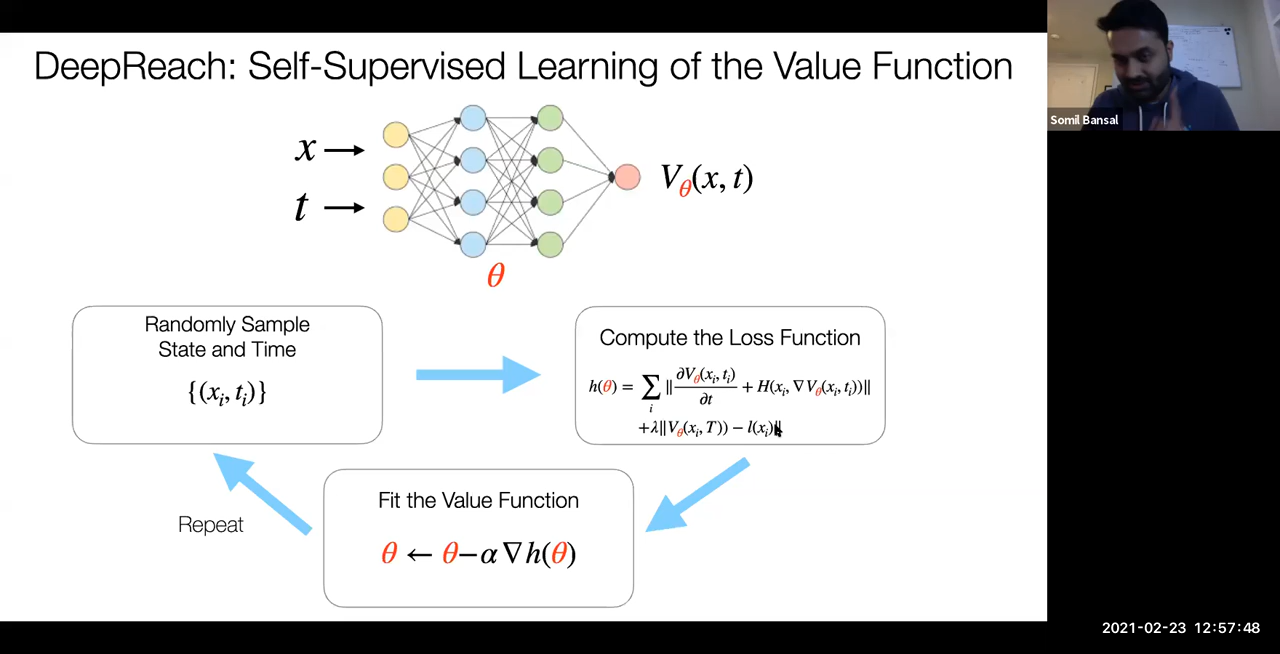 DeepReach: Self-Supervised Learning of the Value Function
Somil Bansal
x
t
V_θ(x, t)
θ
Randomly Sample
State and Time
{(x_i, t_i)}
Compute the Loss Function
h(θ) = ∑_i ‖∂V_θ(x_i, t_i)/∂t + H(x_i, ∇V_θ(x_i, t_i))‖
+λ‖V_θ(x_i, T)) − l(x_i)‖
Fit the Value Function
θ ← θ−α∇h(θ)
Repeat
2021-02-23 12:57:48